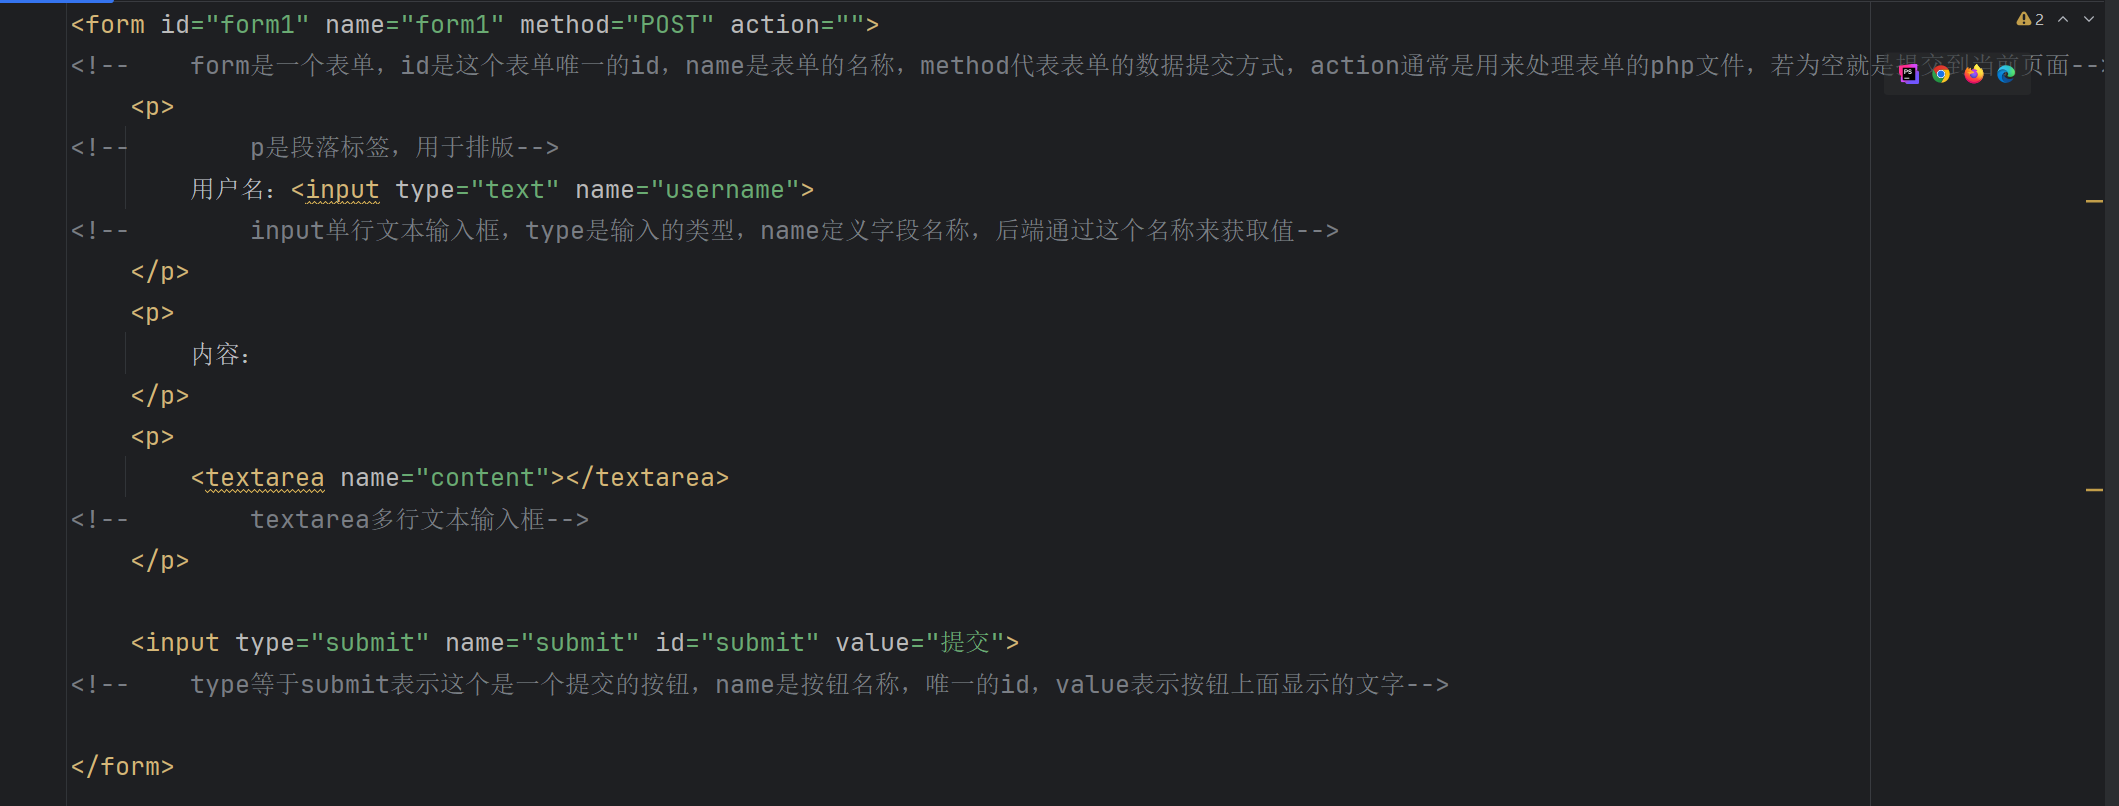 <form id="form1" name="form1" method="POST" action="">
2
<!--    form是一个表单，id是这个表单唯一的id，name是表单的名称，method代表表单的数据提交方式，action通常是用来处理表单的php文件，若为空就是提交到当前页面-->
    <p>
<!--        p是段落标签，用于排版-->
        用户名：<input type="text" name="username">
<!--        input单行文本输入框，type是输入的类型，name定义字段名称，后端通过这个名称来获取值-->
    </p>
    <p>
        内容：
    </p>
    <p>
        <textarea name="content"></textarea>
<!--        textarea多行文本输入框-->
    </p>
    <input type="submit" name="submit" id="submit" value="提交">
<!--    type等于submit表示这个是一个提交的按钮，name是按钮名称，唯一的id，value表示按钮上面显示的文字-->
</form>